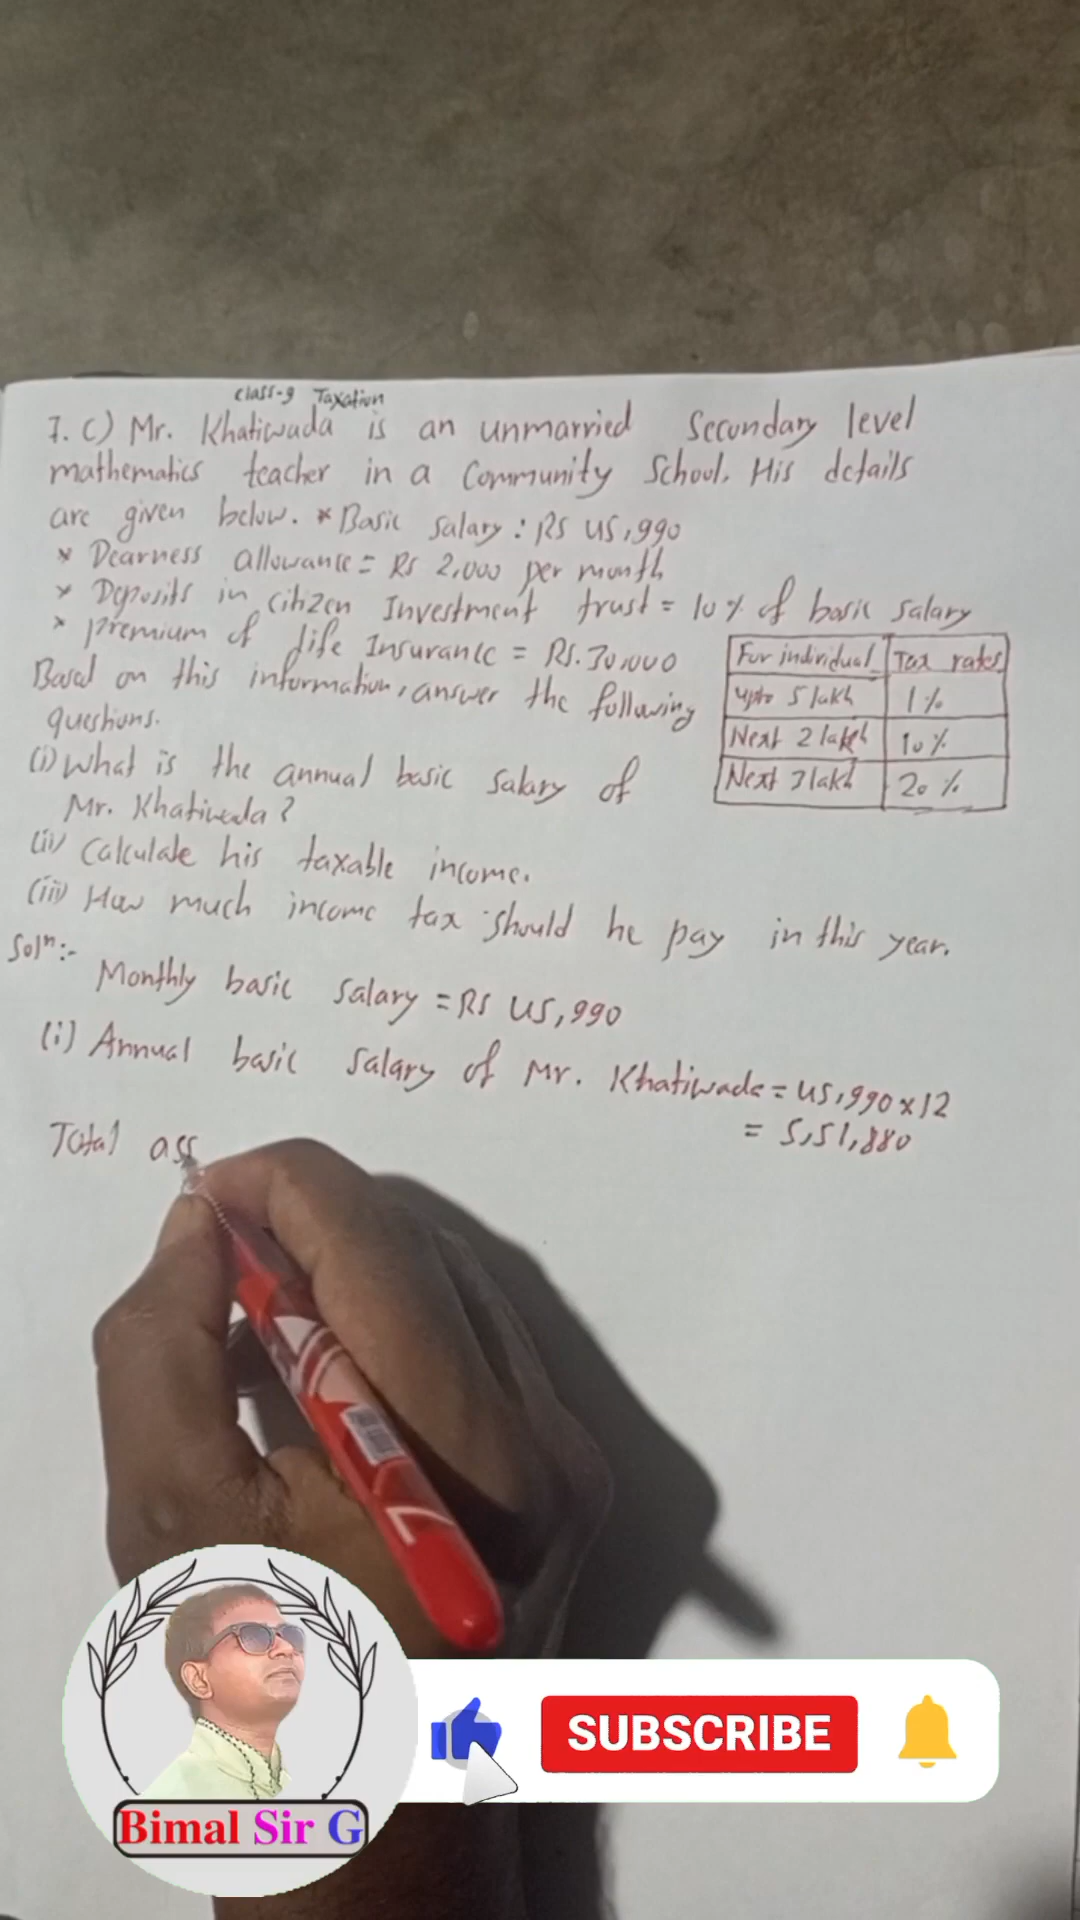 Class-9 Taxation
7. c) Mr. Khatiwada is an unmarried Secondary level
mathematics teacher in a Community School. His details
are given below. * Basic Salary : Rs 45,990
* Dearness allowance = Rs 2,000 per month
* Deposits in Citizen Investment trust = 10% of basic salary
* premium of life Insurance = Rs. 30,000
Based on this information, answer the following
questions.
For individual Tax rates
upto 5 lakh 1%
Next 2 lakh 10%
Next 3 lakh 20%
(i) What is the annual basic salary of
Mr. Khatiwada?
(ii) Calculate his taxable income.
(iii) How much income tax should he pay in this year.
Solⁿ:-
Monthly basic salary = Rs 45,990
(i) Annual basic salary of Mr. Khatiwada = 45,990 x 12
= 5,51,880
Total ass
SUBSCRIBE
Bimal Sir G